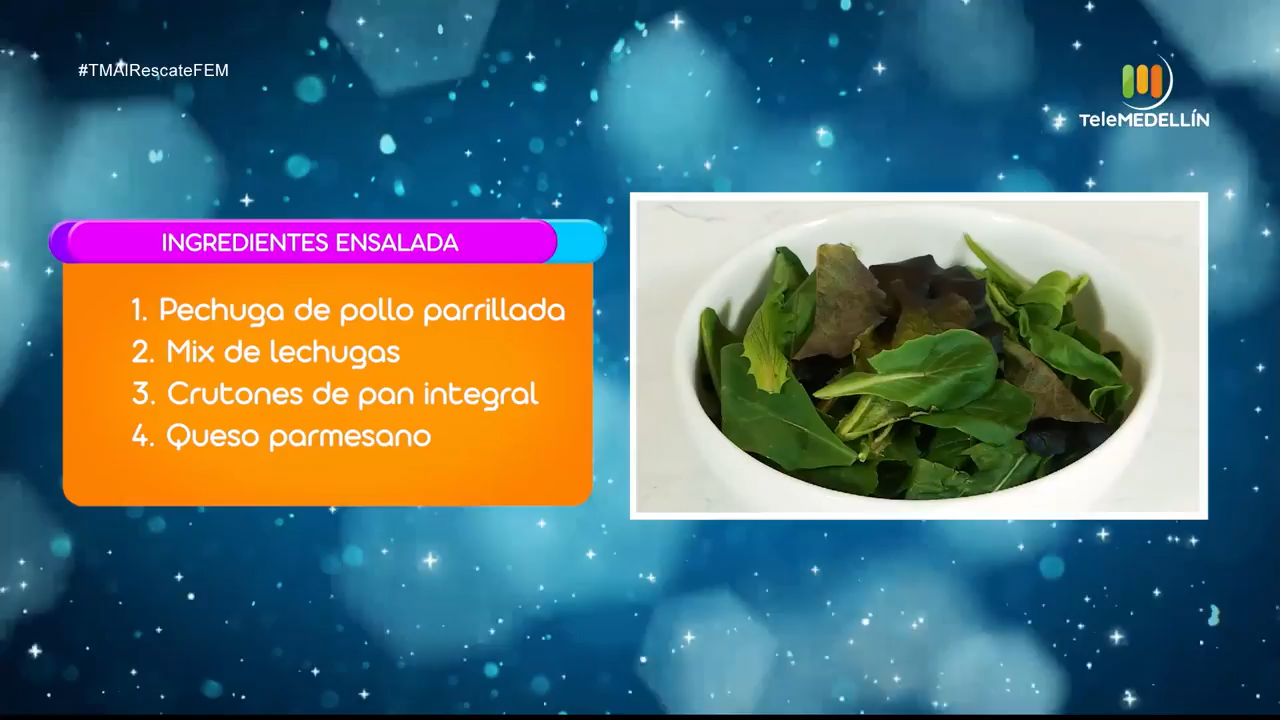 #TMAlRescateFEM
TeleMEDELLÍN
INGREDIENTES ENSALADA
1. Pechuga de pollo parrillada
2. Mix de lechugas
3. Crutones de pan integral
4. Queso parmesano